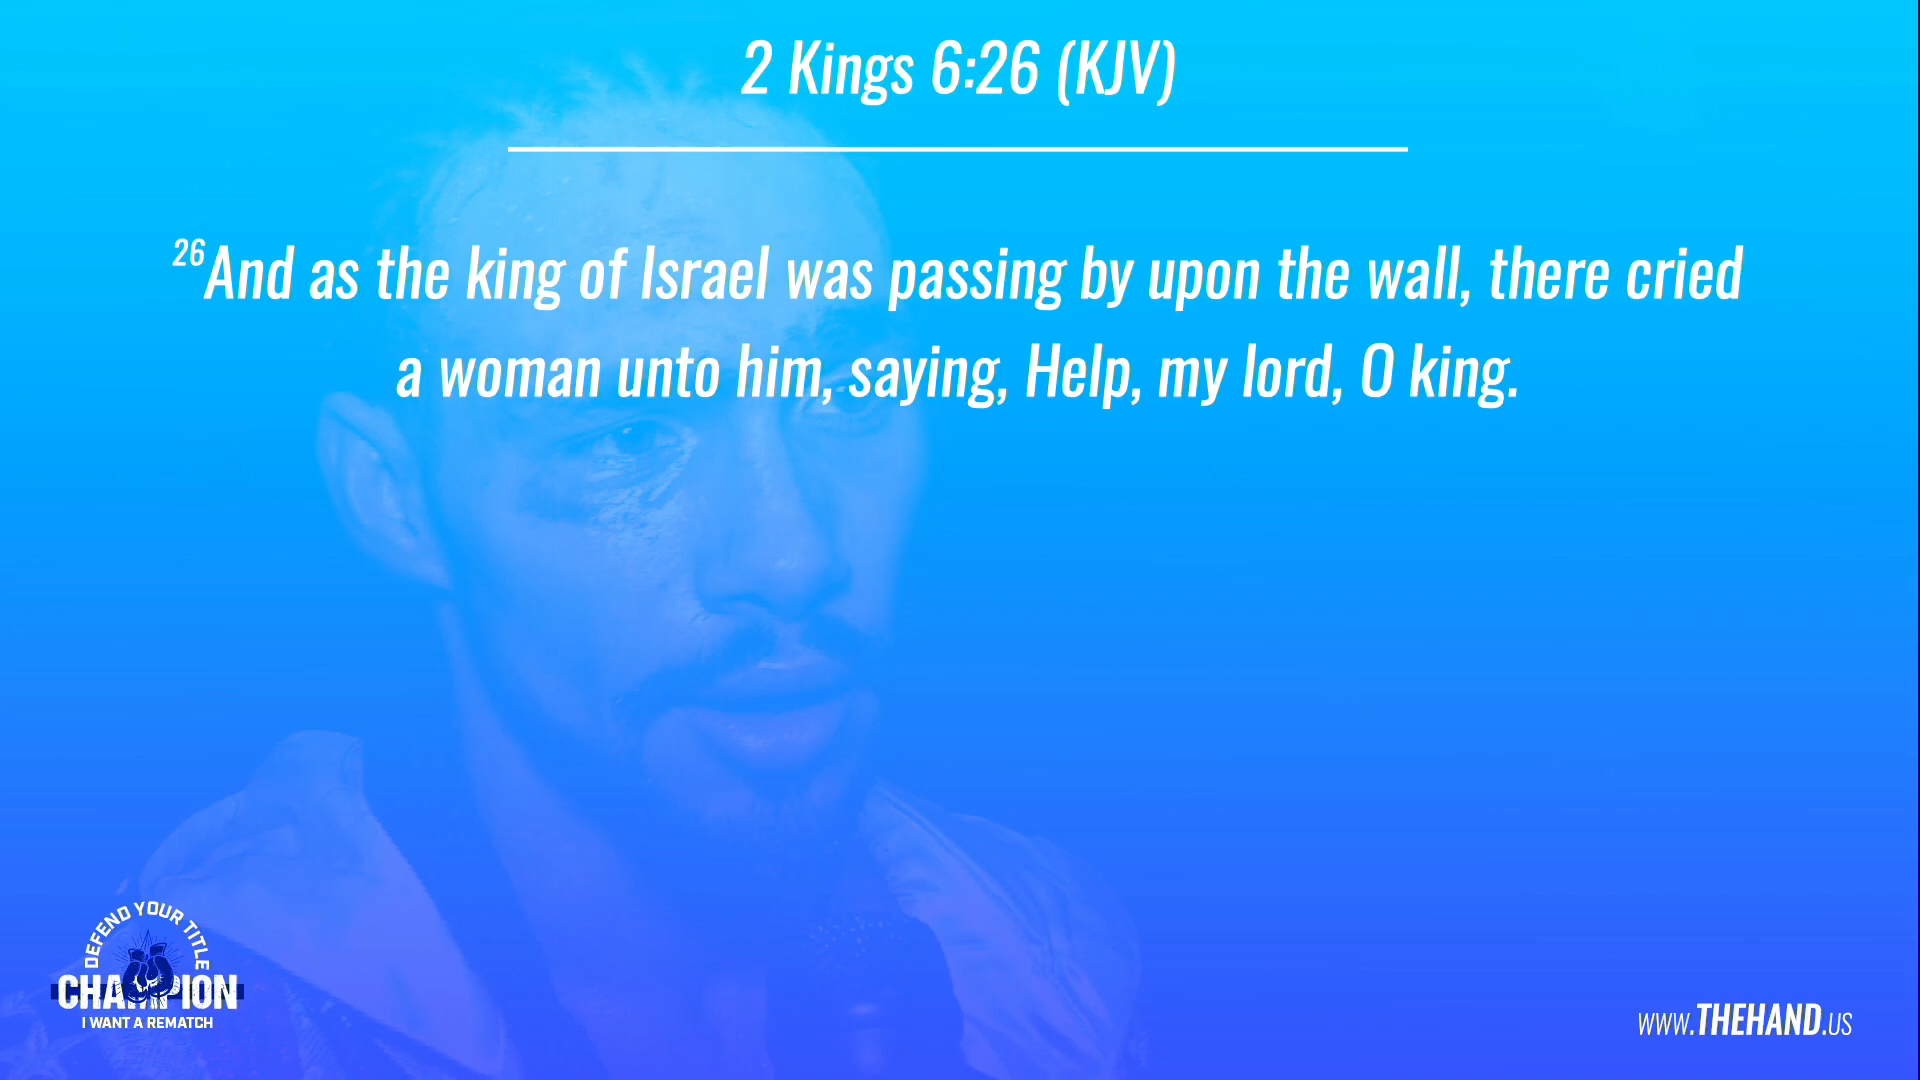 2 Kings 6:26 (KJV)
26And as the king of Israel was passing by upon the wall, there cried
a woman unto him, saying, Help, my lord, O king.
DEFEND YOUR TITLE
CHAMPION
I WANT A REMATCH
WWW.THEHAND.US